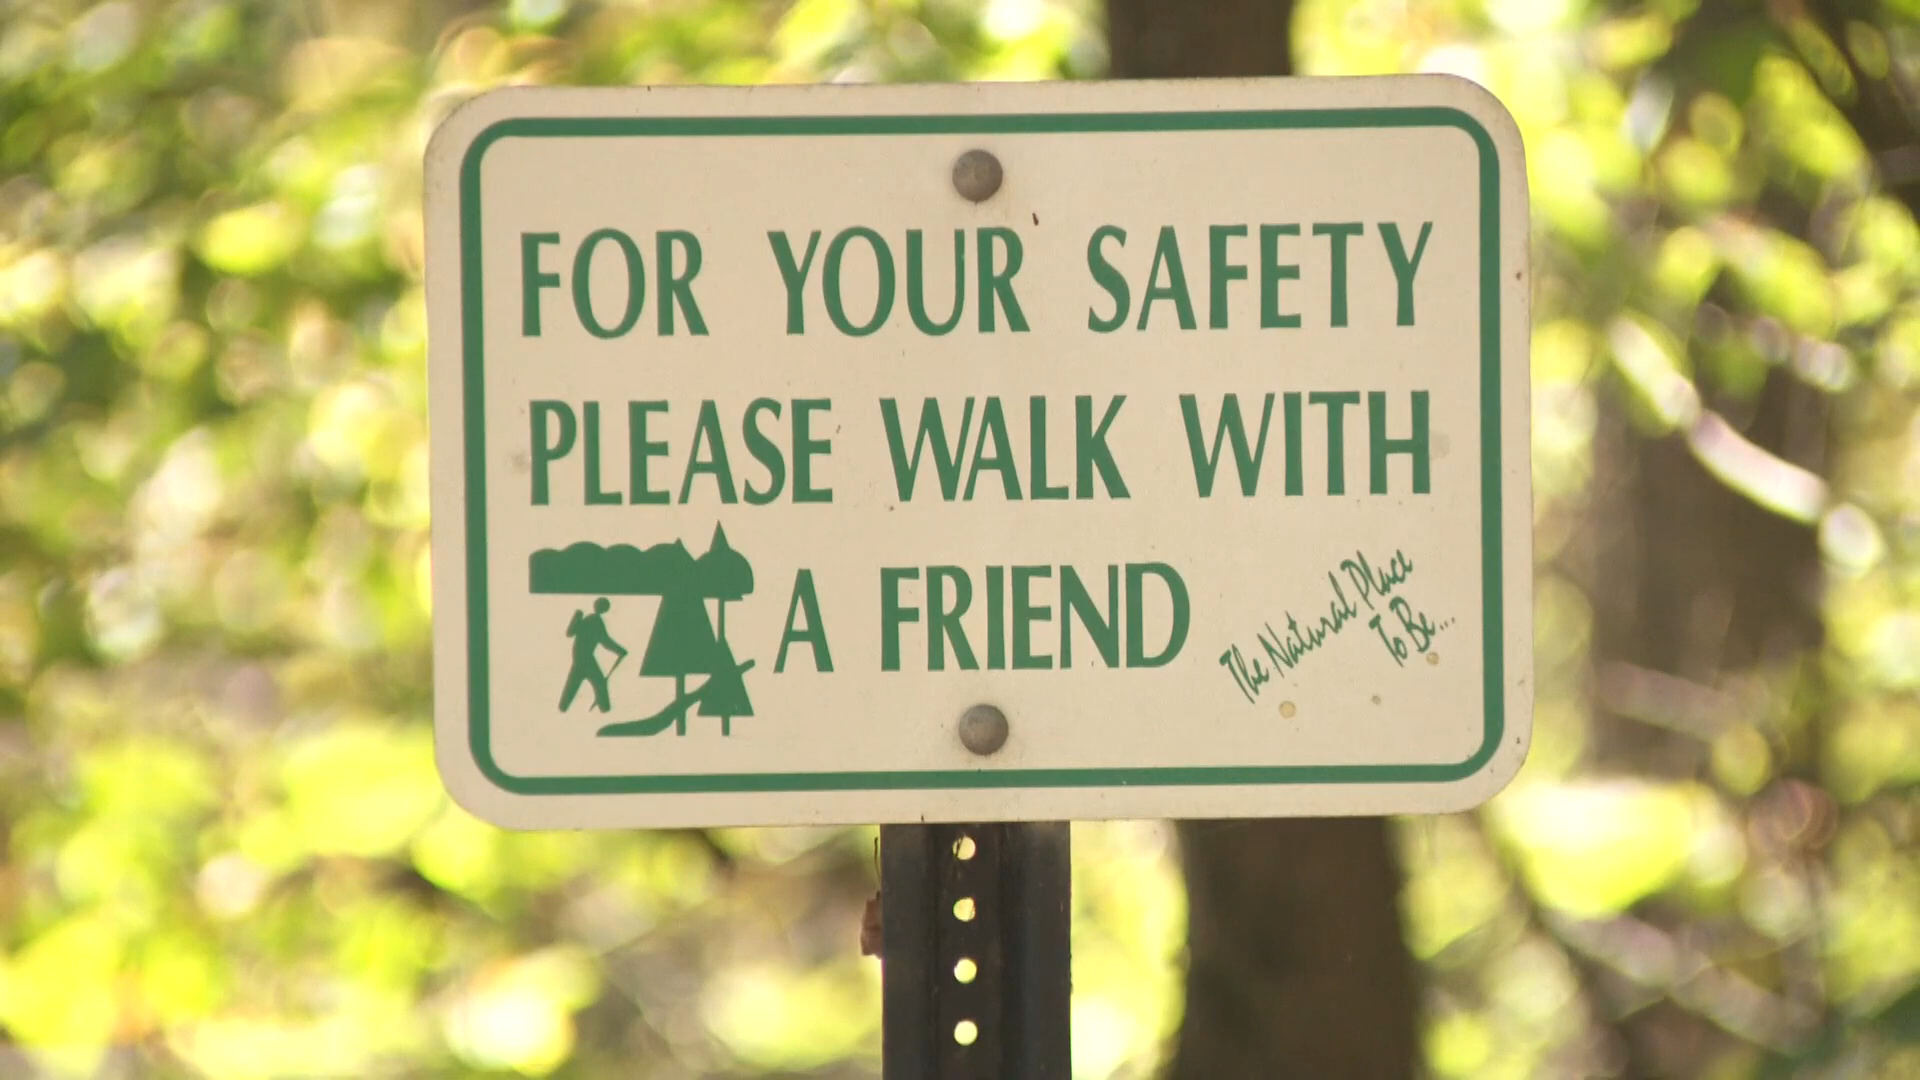 FOR YOUR SAFETY
PLEASE WALK WITH
A FRIEND
The Natural Place
To Be...